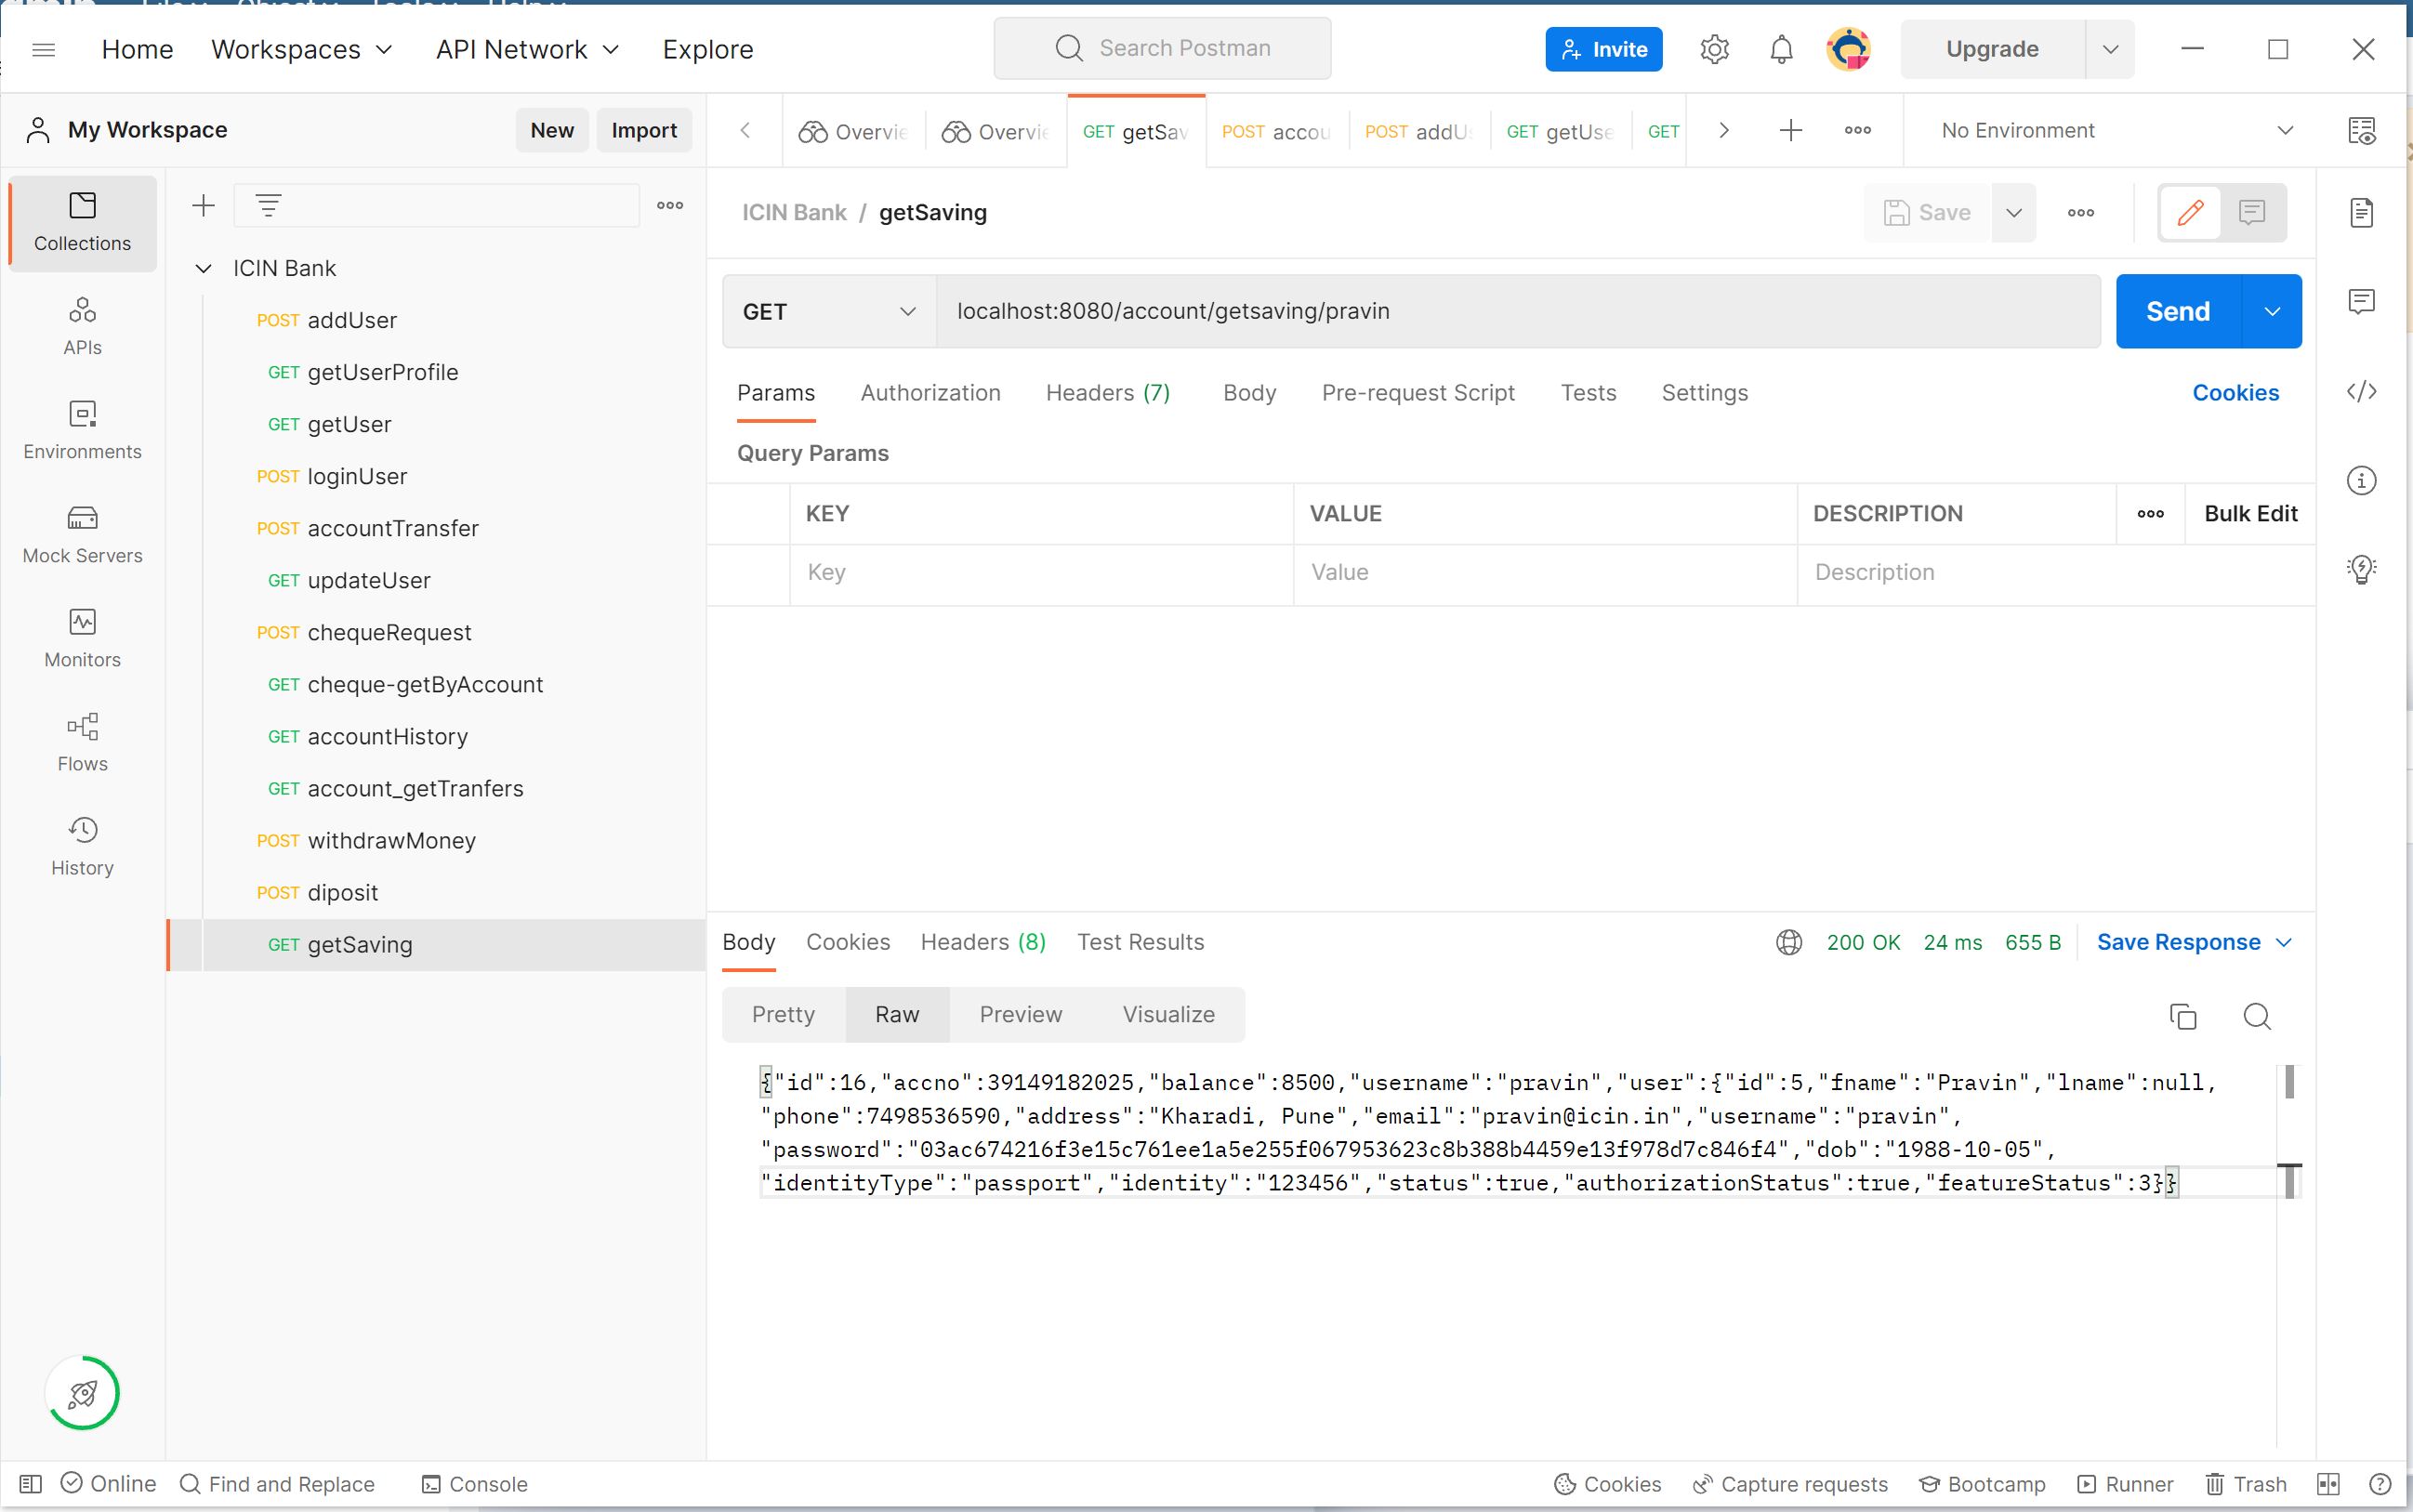 Home Workspaces API Network Explore Search Postman Invite Upgrade
My Workspace New Import
Overvie Overvie GET getSav POST accou POST addU GET getUse GET No Environment
Collections
APIs
Environments
Mock Servers
Monitors
Flows
History
ICIN Bank
POST addUser
GET getUserProfile
GET getUser
POST loginUser
POST accountTransfer
GET updateUser
POST chequeRequest
GET cheque-getByAccount
GET accountHistory
GET account_getTranfers
POST withdrawMoney
POST diposit
GET getSaving
ICIN Bank / getSaving Save
GET localhost:8080/account/getsaving/pravin Send
Params Authorization Headers (7) Body Pre-request Script Tests Settings Cookies
Query Params
KEY VALUE DESCRIPTION Bulk Edit
Key Value Description
Body Cookies Headers (8) Test Results 200 OK 24 ms 655 B Save Response
Pretty Raw Preview Visualize
{"id":16,"accno":39149182025,"balance":8500,"username":"pravin","user":{"id":5,"fname":"Pravin","lname":null,
"phone":7498536590,"address":"Kharadi, Pune","email":"pravin@icin.in","username":"pravin",
"password":"03ac674216f3e15c761ee1a5e255f067953623c8b388b4459e13f978d7c846f4","dob":"1988-10-05",
"identityType":"passport","identity":"123456","status":true,"authorizationStatus":true,"featureStatus":3}}
Online Find and Replace Console Cookies Capture requests Bootcamp Runner Trash